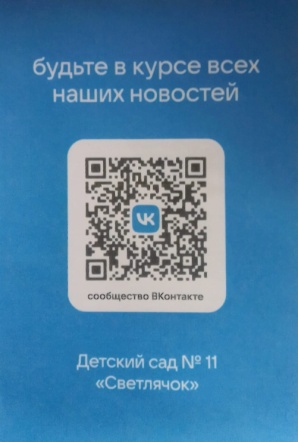 будьте в курсе всех
наших новостей
VK
сообщество ВКонтакте
Детский сад № 11
«Светлячок»